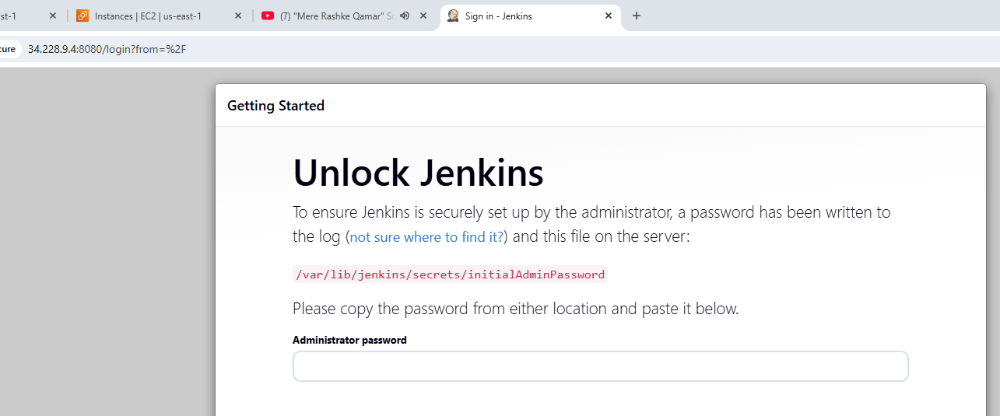 st-1
Instances | EC2 | us-east-1
(7) "Mere Rashke Qamar"
Sign in - Jenkins
cure
34.228.9.4:8080/login?from=%2F
Getting Started
Unlock Jenkins
To ensure Jenkins is securely set up by the administrator, a password has been written to
the log (not sure where to find it?) and this file on the server:
/var/lib/jenkins/secrets/initialAdminPassword
Please copy the password from either location and paste it below.
Administrator password